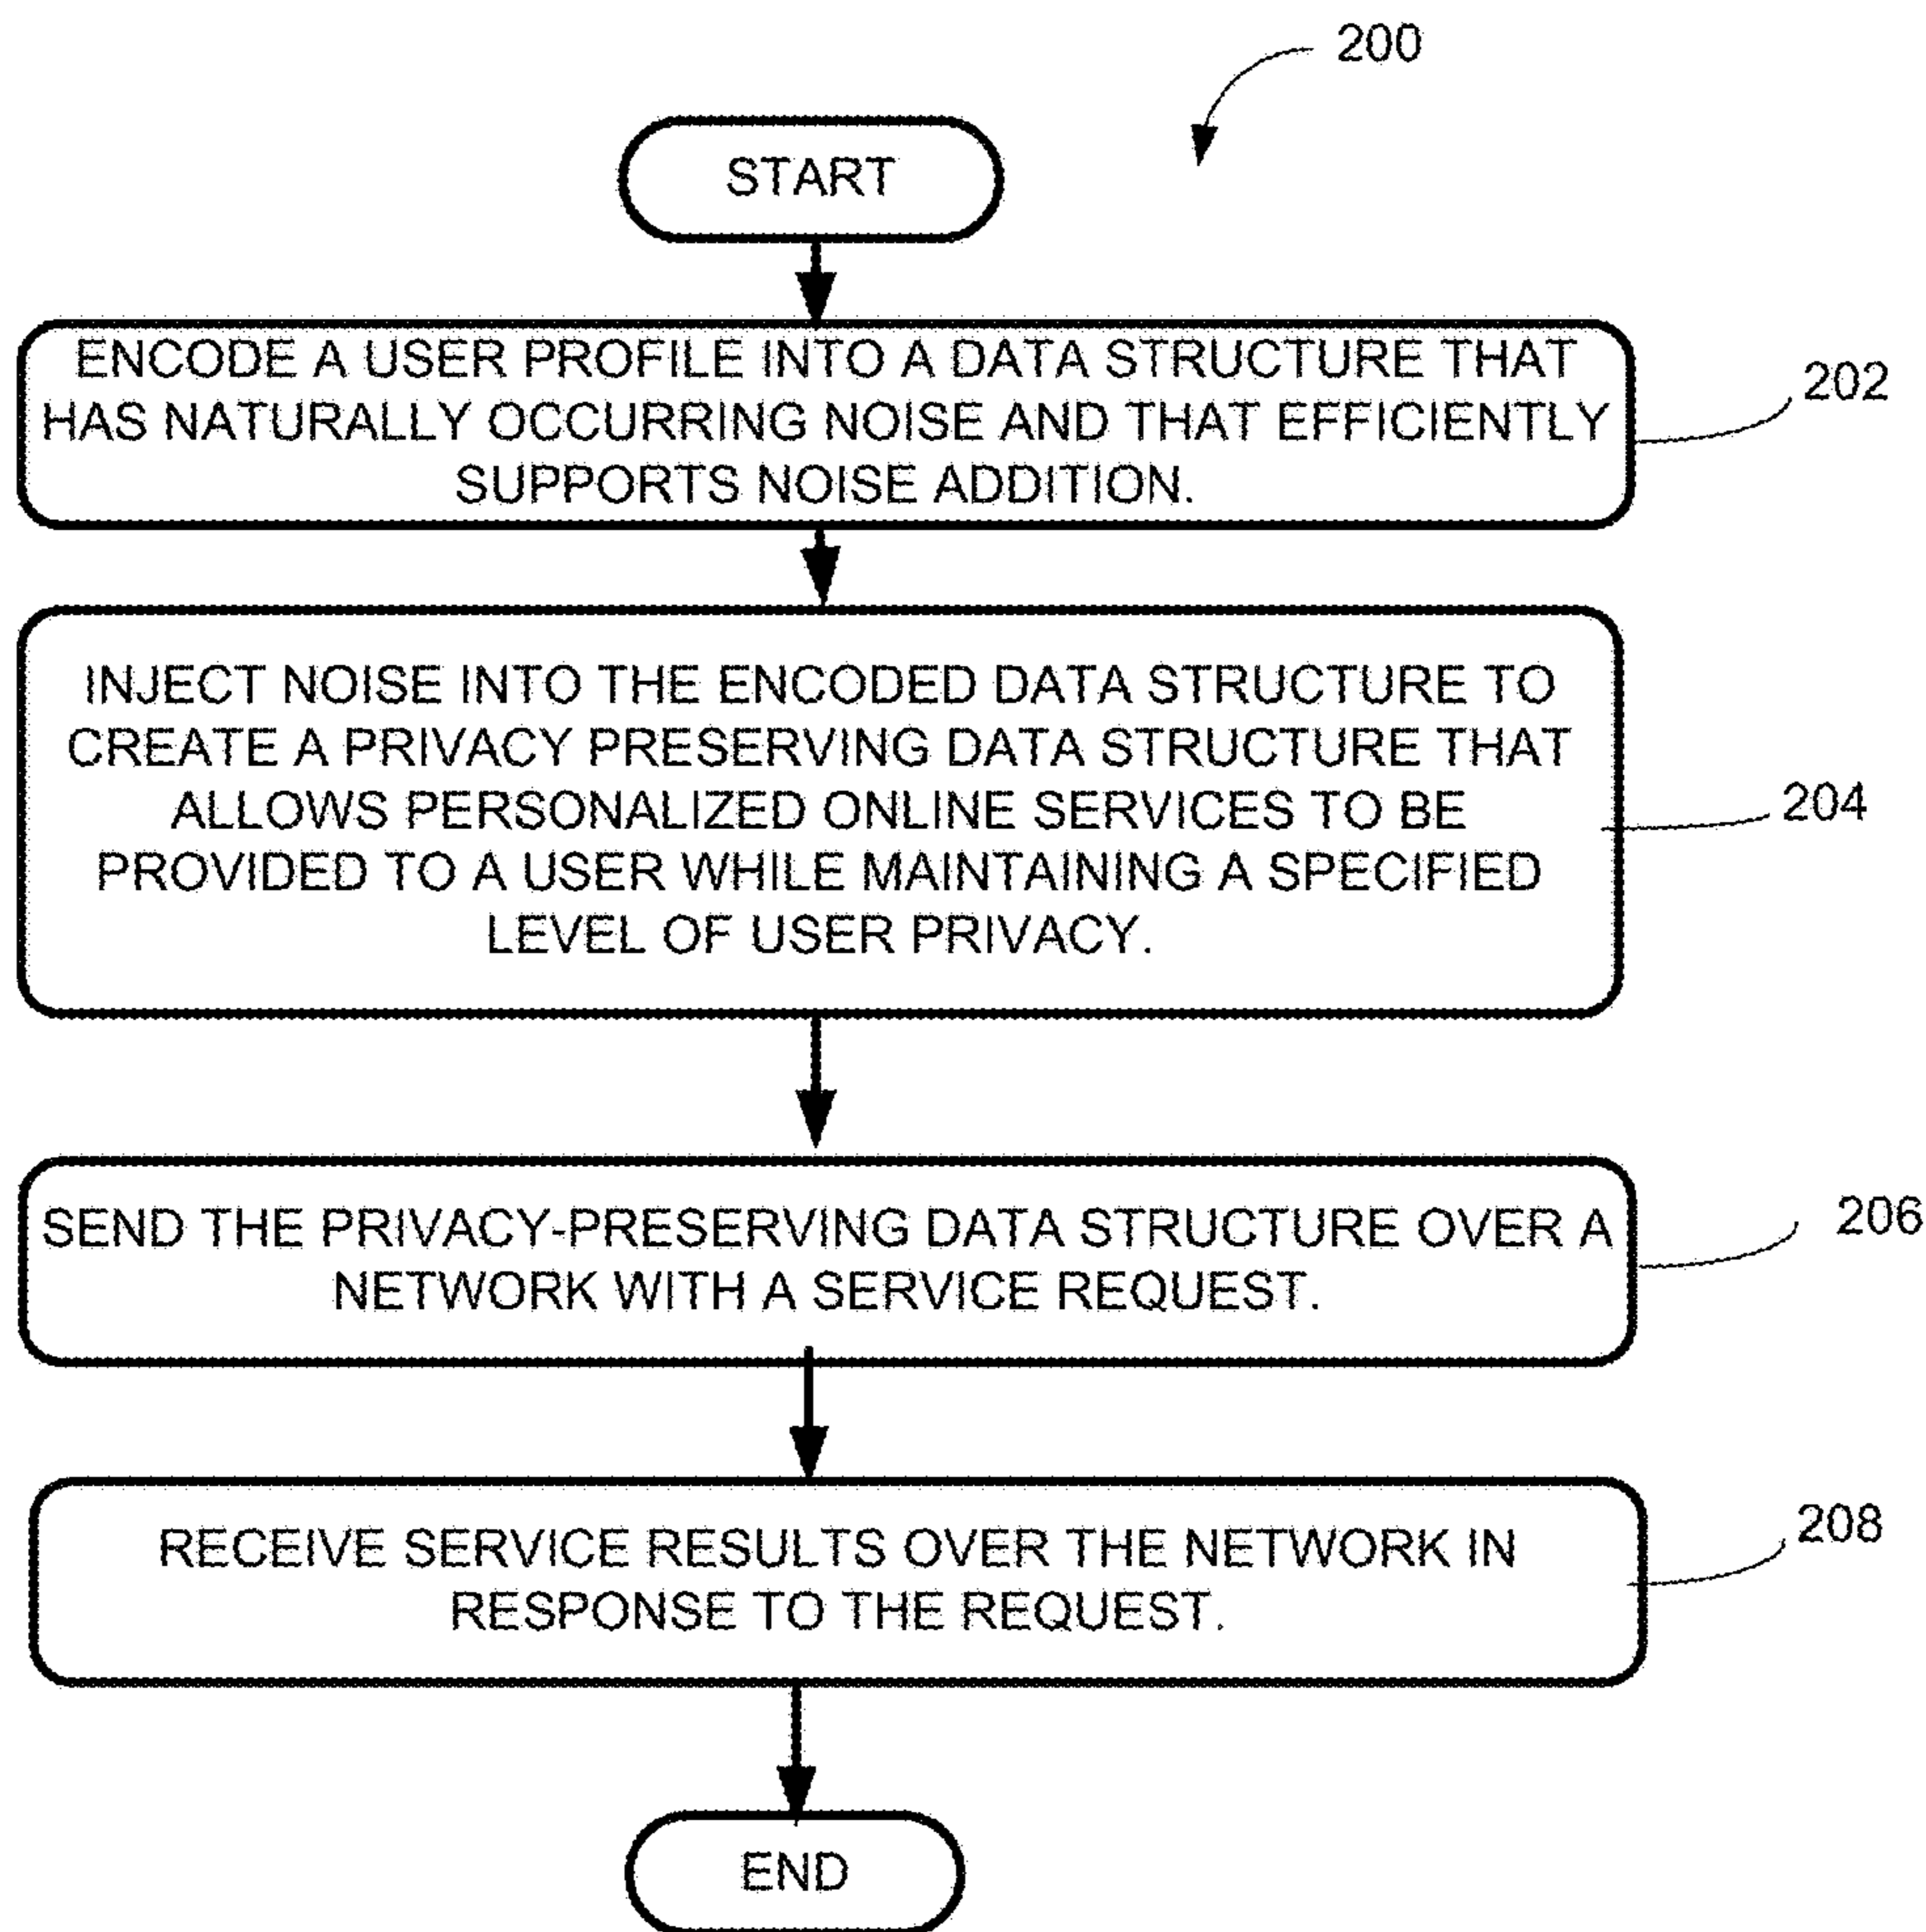 200
START
ENCODE A USER PROFILE INTO A DATA STRUCTURE THAT
HAS NATURALLY OCCURRING NOISE AND THAT EFFICIENTLY
SUPPORTS NOISE ADDITION.
202
INJECT NOISE INTO THE ENCODED DATA STRUCTURE TO
CREATE A PRIVACY PRESERVING DATA STRUCTURE THAT
ALLOWS PERSONALIZED ONLINE SERVICES TO BE
PROVIDED TO A USER WHILE MAINTAINING A SPECIFIED
LEVEL OF USER PRIVACY.
204
SEND THE PRIVACY-PRESERVING DATA STRUCTURE OVER A
NETWORK WITH A SERVICE REQUEST.
206
RECEIVE SERVICE RESULTS OVER THE NETWORK IN
RESPONSE TO THE REQUEST.
208
END